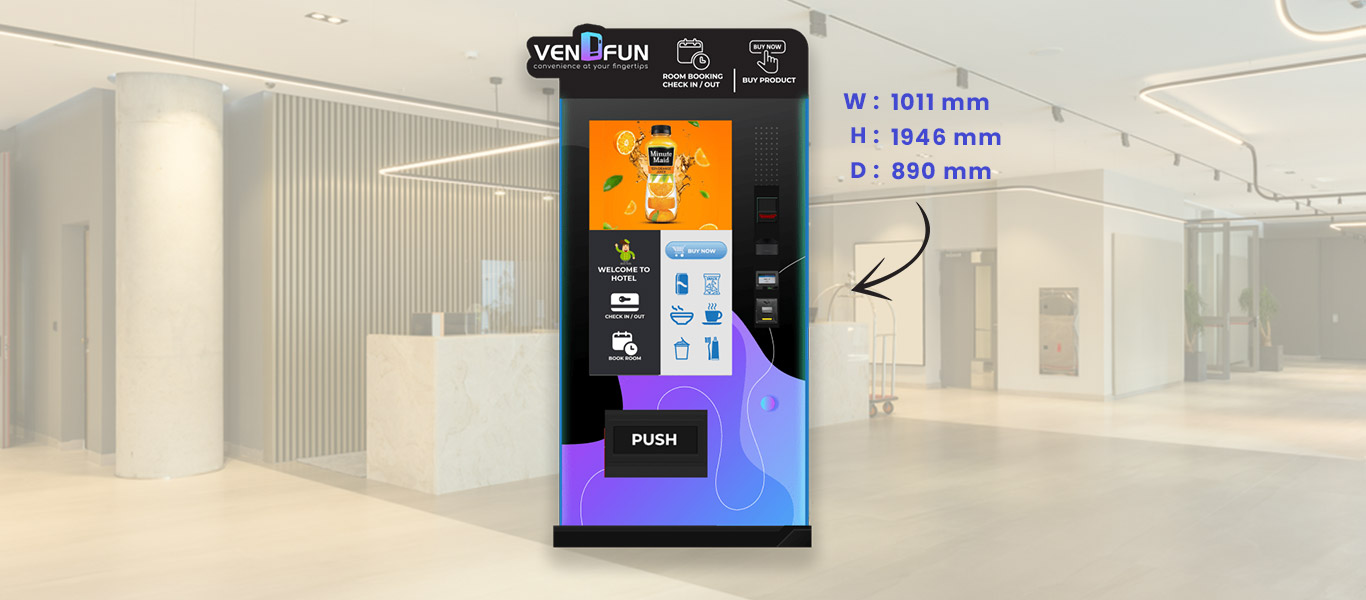 VENDFUN
convenience at your fingertips
ROOM BOOKING
CHECK IN / OUT
BUY NOW
BUY PRODUCT
W : 1011 mm
H : 1946 mm
D : 890 mm
Minute
Maid
WELCOME TO
HOTEL
CHECK IN / OUT
BOOK ROOM
BUY NOW
PUSH